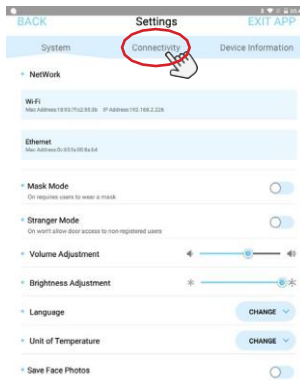 BACK Settings EXIT APP
System Connectivity Device Information
NetWork
Wi-Fi
Ethernet
Mask Mode
On requires users to wear a mask
Stranger Mode
On won't allow door access to non-registered users
Volume Adjustment
Brightness Adjustment
Language CHANGE
Unit of Temperature CHANGE
Save Face Photos